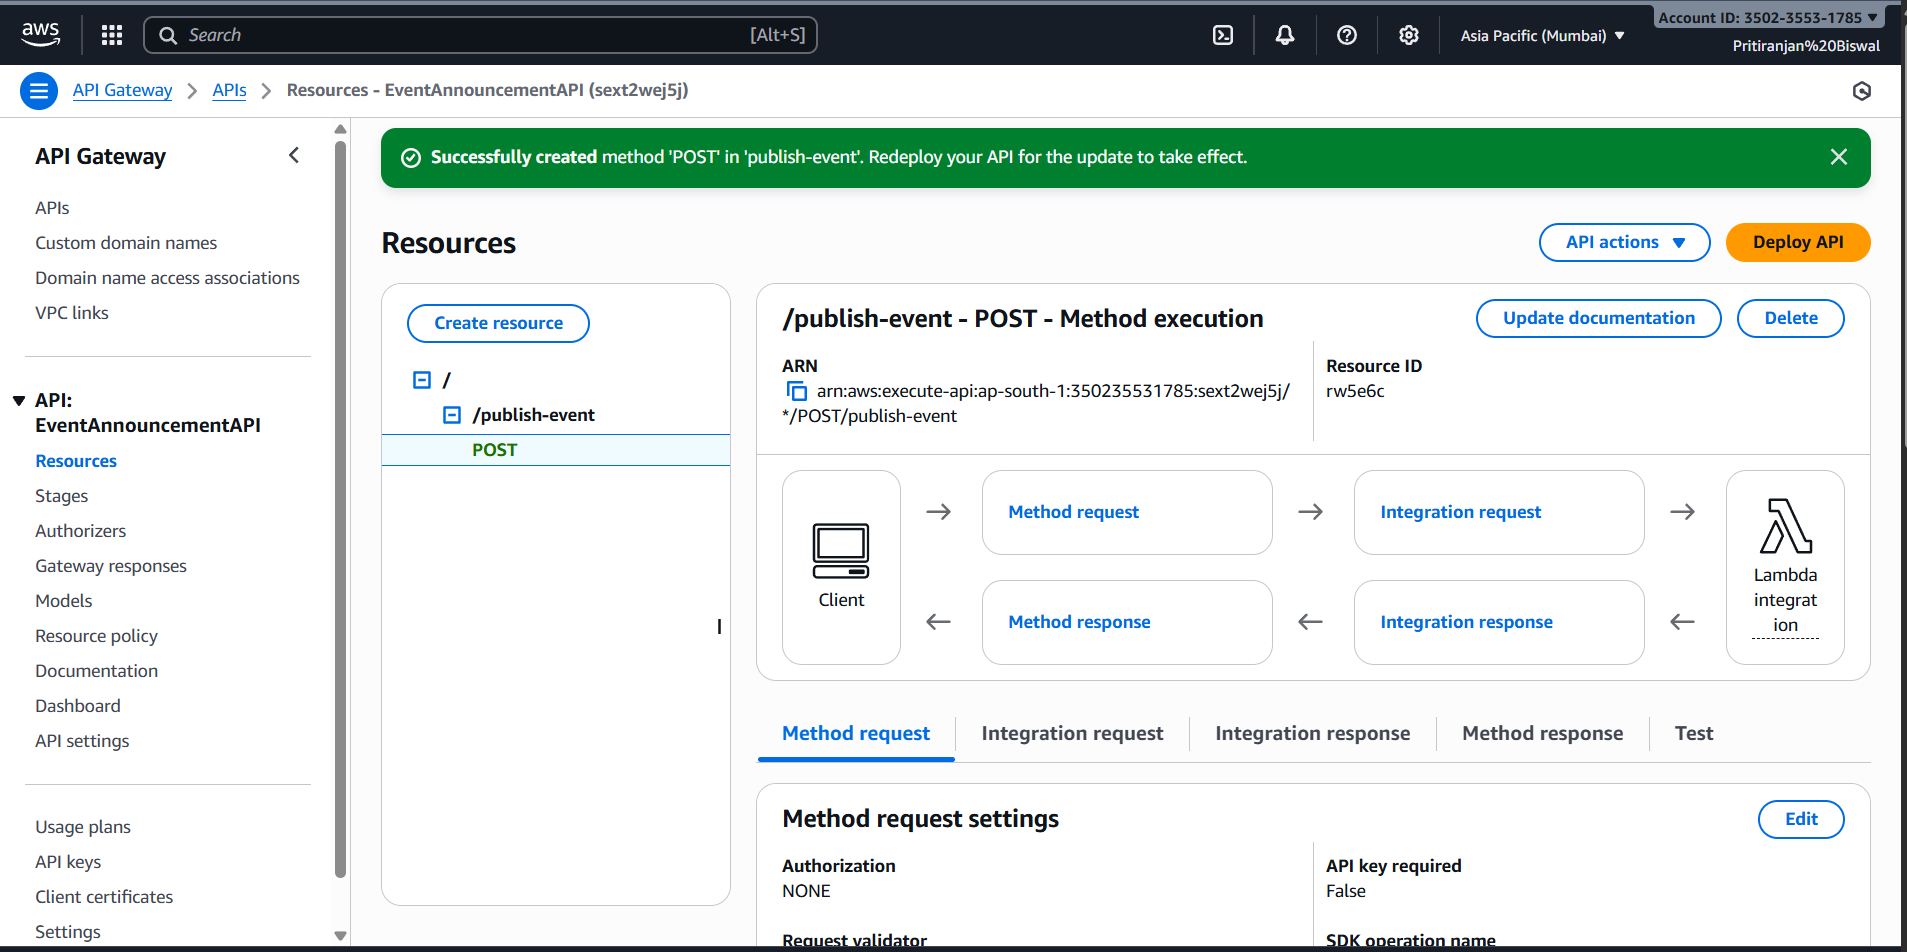 aws
Search
[Alt+S]
Asia Pacific (Mumbai)
Account ID: 3502-3553-1785
Pritiranjan%20Biswal
API Gateway
APIs
Resources - EventAnnouncementAPI (sext2wej5j)
API Gateway
APIs
Custom domain names
Domain name access associations
VPC links
API:
EventAnnouncementAPI
Resources
Stages
Authorizers
Gateway responses
Models
Resource policy
Documentation
Dashboard
API settings
Usage plans
API keys
Client certificates
Settings
Successfully created method 'POST' in 'publish-event'. Redeploy your API for the update to take effect.
Resources
API actions
Deploy API
Create resource
/
/publish-event
POST
/publish-event - POST - Method execution
Update documentation
Delete
ARN
arn:aws:execute-api:ap-south-1:350235531785:sext2wej5j/
*/POST/publish-event
Resource ID
rw5e6c
Client
Method request
Integration request
Method response
Integration response
Lambda
integrat
ion
Method request
Integration request
Integration response
Method response
Test
Method request settings
Edit
Authorization
NONE
API key required
False
Request validator
SDK operation name